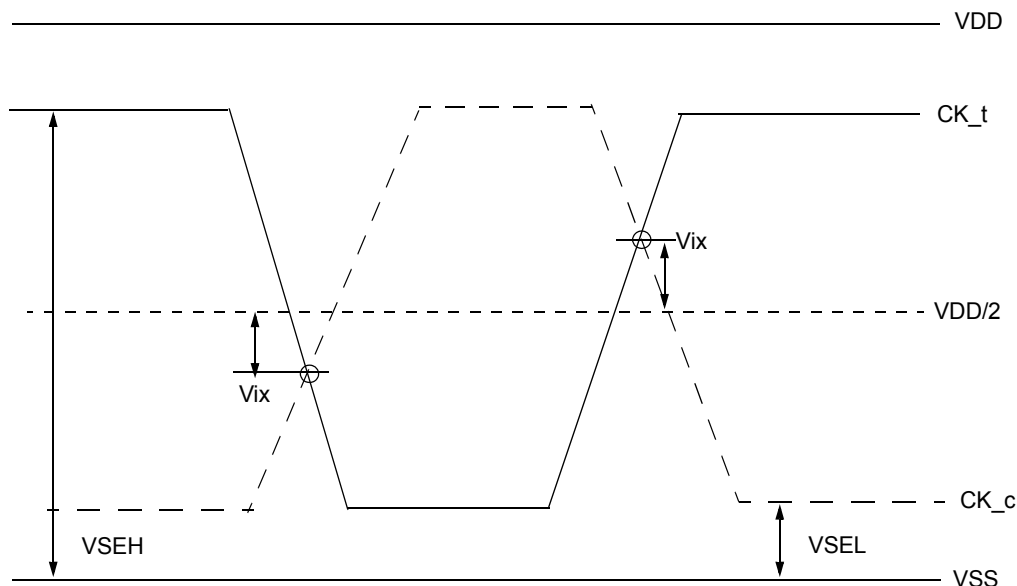 VDD
CK_t
Vix
VDD/2
Vix
CK_c
VSEH
VSEL
VSS